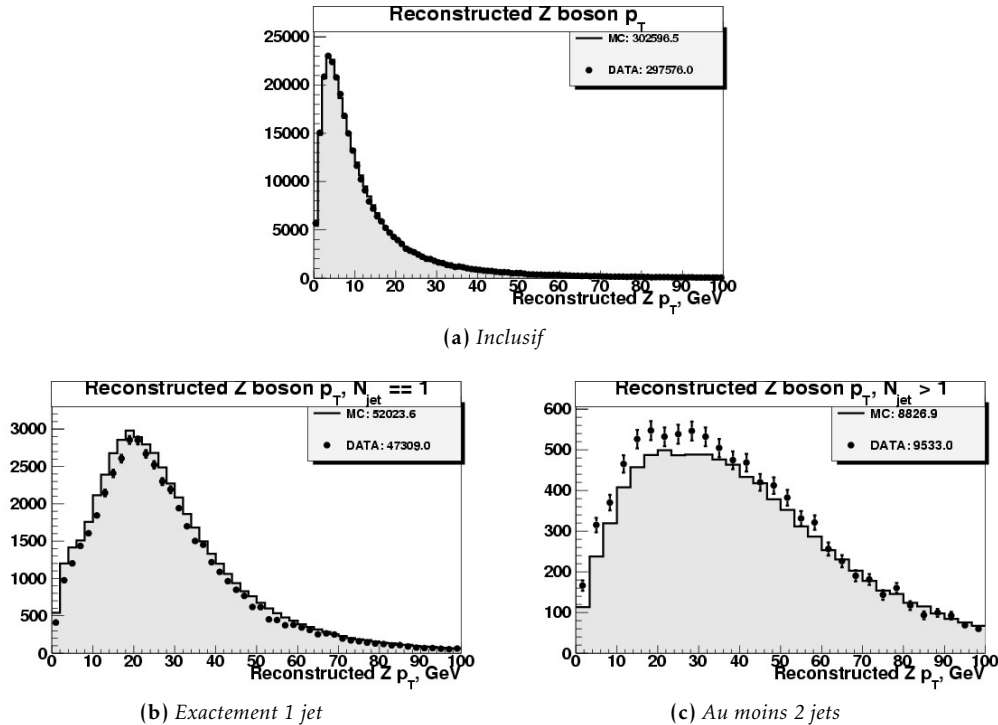 Reconstructed Z boson p_T
MC: 302596.5
DATA: 297576.0
25000
20000
15000
10000
5000
0
0 10 20 30 40 50 60 70 80 90 100
Reconstructed Z p_T, GeV
(a) Inclusif
Reconstructed Z boson p_T, N_jet == 1
MC: 52023.6
DATA: 47309.0
3000
2500
2000
1500
1000
500
0
0 10 20 30 40 50 60 70 80 90 100
Reconstructed Z p_T, GeV
(b) Exactement 1 jet
Reconstructed Z boson p_T, N_jet > 1
MC: 8826.9
DATA: 9533.0
600
500
400
300
200
100
0
0 10 20 30 40 50 60 70 80 90 100
Reconstructed Z p_T, GeV
(c) Au moins 2 jets